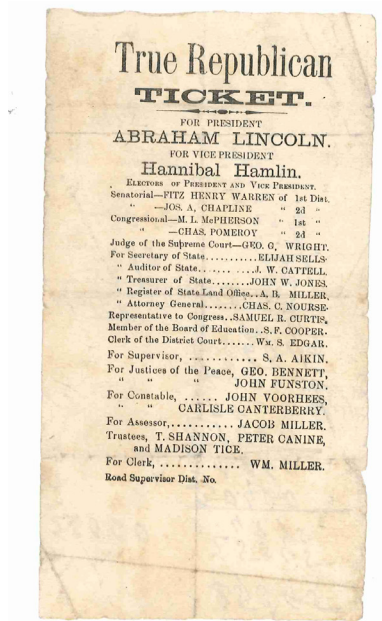 True Republican
TICKET.
FOR PRESIDENT
ABRAHAM LINCOLN.
FOR VICE PRESIDENT
Hannibal Hamlin.
ELECTORS OF PRESIDENT AND VICE PRESIDENT.
Senatorial—FITZ HENRY WARREN of 1st Dist.
" —JOS. A. CHAPLINE " 2d "
Congressional—M. L. McPHERSON " 1st "
" —CHAS. POMEROY " 2d "
Judge of the Supreme Court—GEO. G. WRIGHT.
For Secretary of State...........ELIJAH SELLS.
" Auditor of State.......J. W. CATTELL.
" Treasurer of State.......JOHN W. JONES.
" Register of State Land Office..A. B. MILLER.
" Attorney General........CHAS. C. NOURSE.
Representative to Congress..SAMUEL R. CURTIS.
Member of the Board of Education..S. F. COOPER.
Clerk of the District Court.......WM. S. EDGAR.
For Supervisor, ............ S. A. AIKIN.
For Justices of the Peace, GEO. BENNETT,
" " " JOHN FUNSTON.
For Constable, ...... JOHN VOORHEES,
" " CARLISLE CANTERBERRY.
For Assessor,........... JACOB MILLER.
Trustees, T. SHANNON, PETER CANINE,
and MADISON TICE.
For Clerk, .............. WM. MILLER.
Road Supervisor Dist. No.